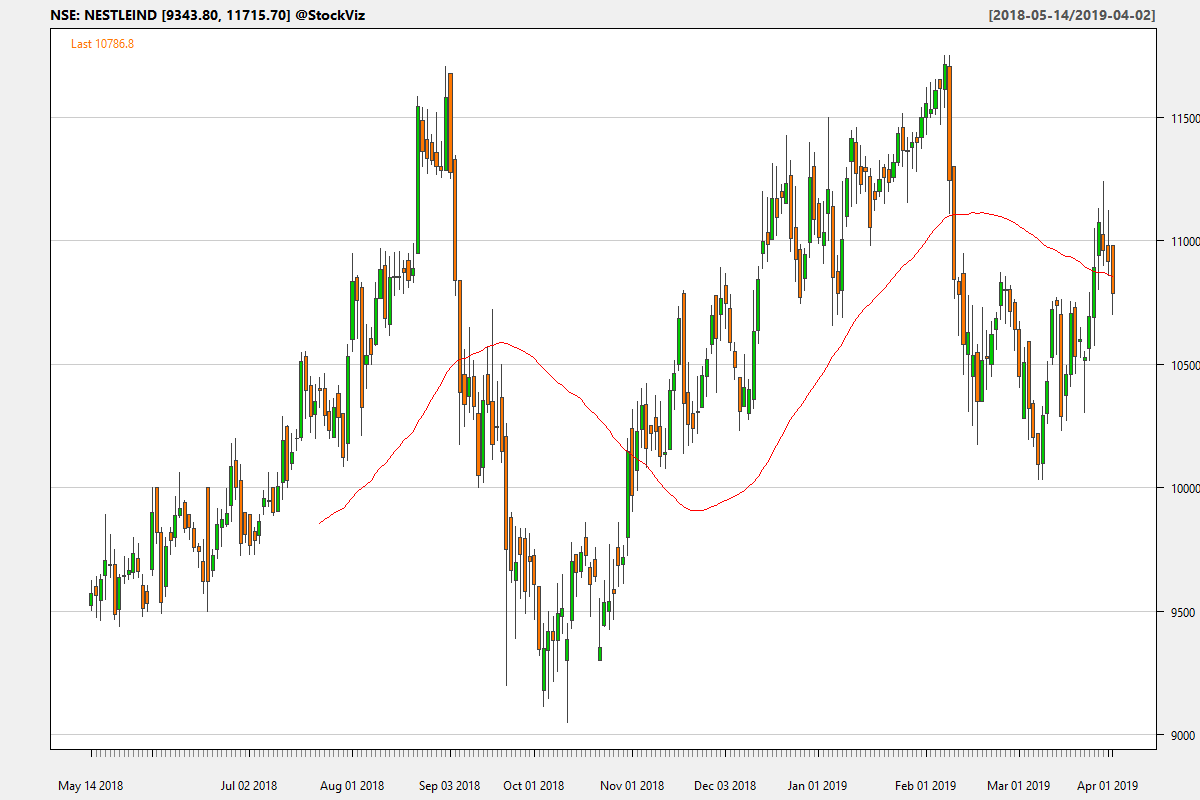 NSE: NESTLEIND [9343.80, 11715.70] @StockViz
[2018-05-14/2019-04-02]
Last 10786.8
11500
11000
10500
10000
9500
9000
May 14 2018
Jul 02 2018
Aug 01 2018
Sep 03 2018
Oct 01 2018
Nov 01 2018
Dec 03 2018
Jan 01 2019
Feb 01 2019
Mar 01 2019
Apr 01 2019